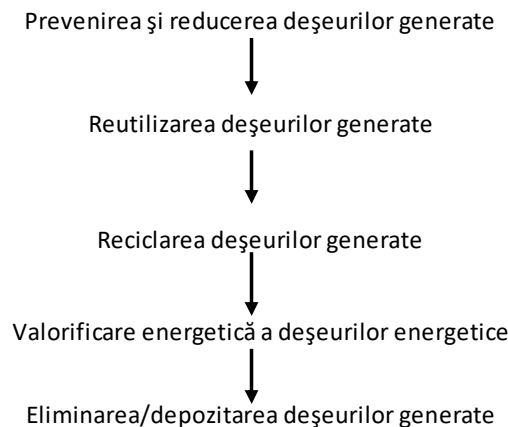 Prevenirea şi reducerea deşeurilor generate
Reutilizarea deşeurilor generate
Reciclarea deşeurilor generate
Valorificare energetică a deşeurilor energetice
Eliminarea/depozitarea deşeurilor generate